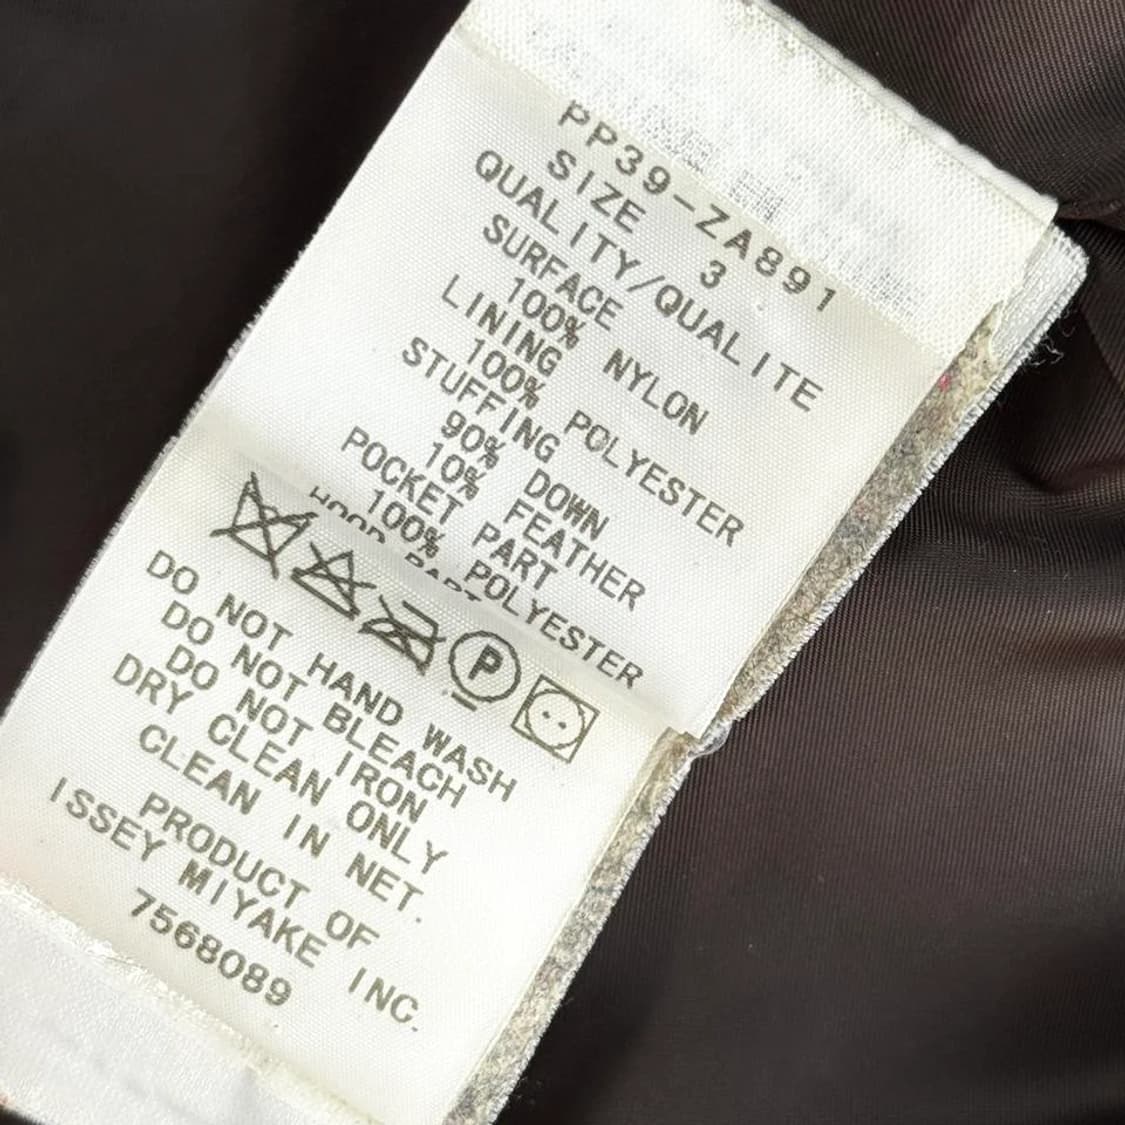 PP39-ZA891
SIZE 3
QUALITY/QUALITE
SURFACE
100% NYLON
LINING
100% POLYESTER
STUFFING
90% DOWN
10% FEATHER
POCKET PART
100% POLYESTER
HOOD PART
P
DO NOT HAND WASH
DO NOT BLEACH
DO NOT IRON
DRY CLEAN ONLY
CLEAN IN NET.
PRODUCT OF
ISSEY MIYAKE INC.
7568089